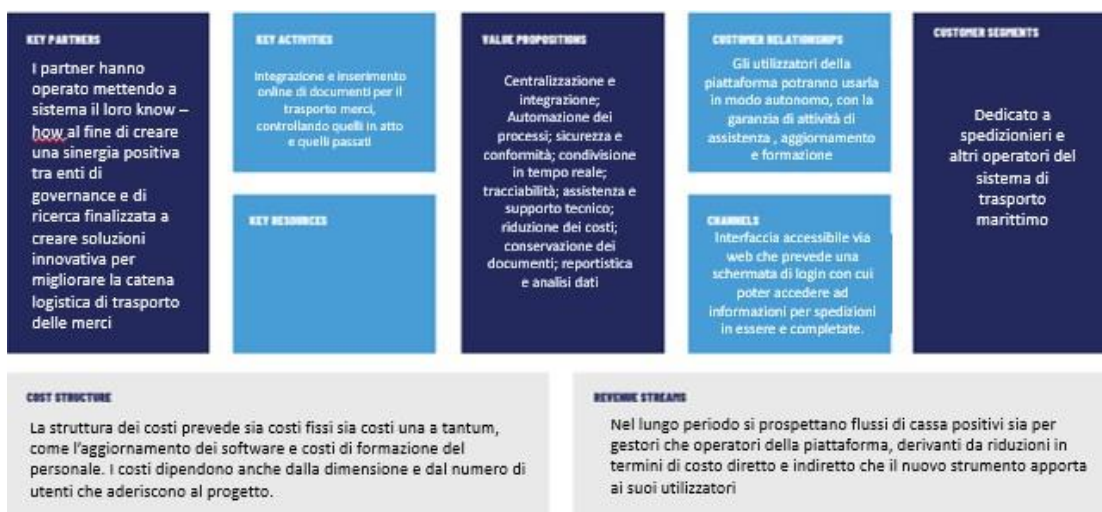 KEY PARTNERS
I partner hanno
operato mettendo a
sistema il loro know –
how al fine di creare
una sinergia positiva
tra enti di
governance e di
ricerca finalizzata a
creare soluzioni
innovativa per
migliorare la catena
logistica di trasporto
delle merci
KEY ACTIVITIES
Integrazione e inserimento
online di documenti per il
trasporto merci,
controllando quelli in atto
e quelli passati
KEY RESOURCES
VALUE PROPOSITIONS
Centralizzazione e
integrazione;
Automazione dei
processi; sicurezza e
conformità; condivisione
in tempo reale;
tracciabilità; assistenza e
supporto tecnico;
riduzione dei costi;
conservazione dei
documenti; reportistica
e analisi dati
CUSTOMER RELATIONSHIPS
Gli utilizzatori della
piattaforma potranno usarla
in modo autonomo, con la
garanzia di attività di
assistenza , aggiornamento
e formazione
CHANNELS
Interfaccia accessibile via
web che prevede una
schermata di login con cui
poter accedere ad
informazioni per spedizioni
in essere e completate.
CUSTOMER SEGMENTS
Dedicato a
spedizionieri e
altri operatori del
sistema di
trasporto
marittimo
COST STRUCTURE
La struttura dei costi prevede sia costi fissi sia costi una a tantum,
come l’aggiornamento dei software e costi di formazione del
personale. I costi dipendono anche dalla dimensione e dal numero di
utenti che aderiscono al progetto.
REVENUE STREAMS
Nel lungo periodo si prospettano flussi di cassa positivi sia per
gestori che operatori della piattaforma, derivanti da riduzioni in
termini di costo diretto e indiretto che il nuovo strumento apporta
ai suoi utilizzatori